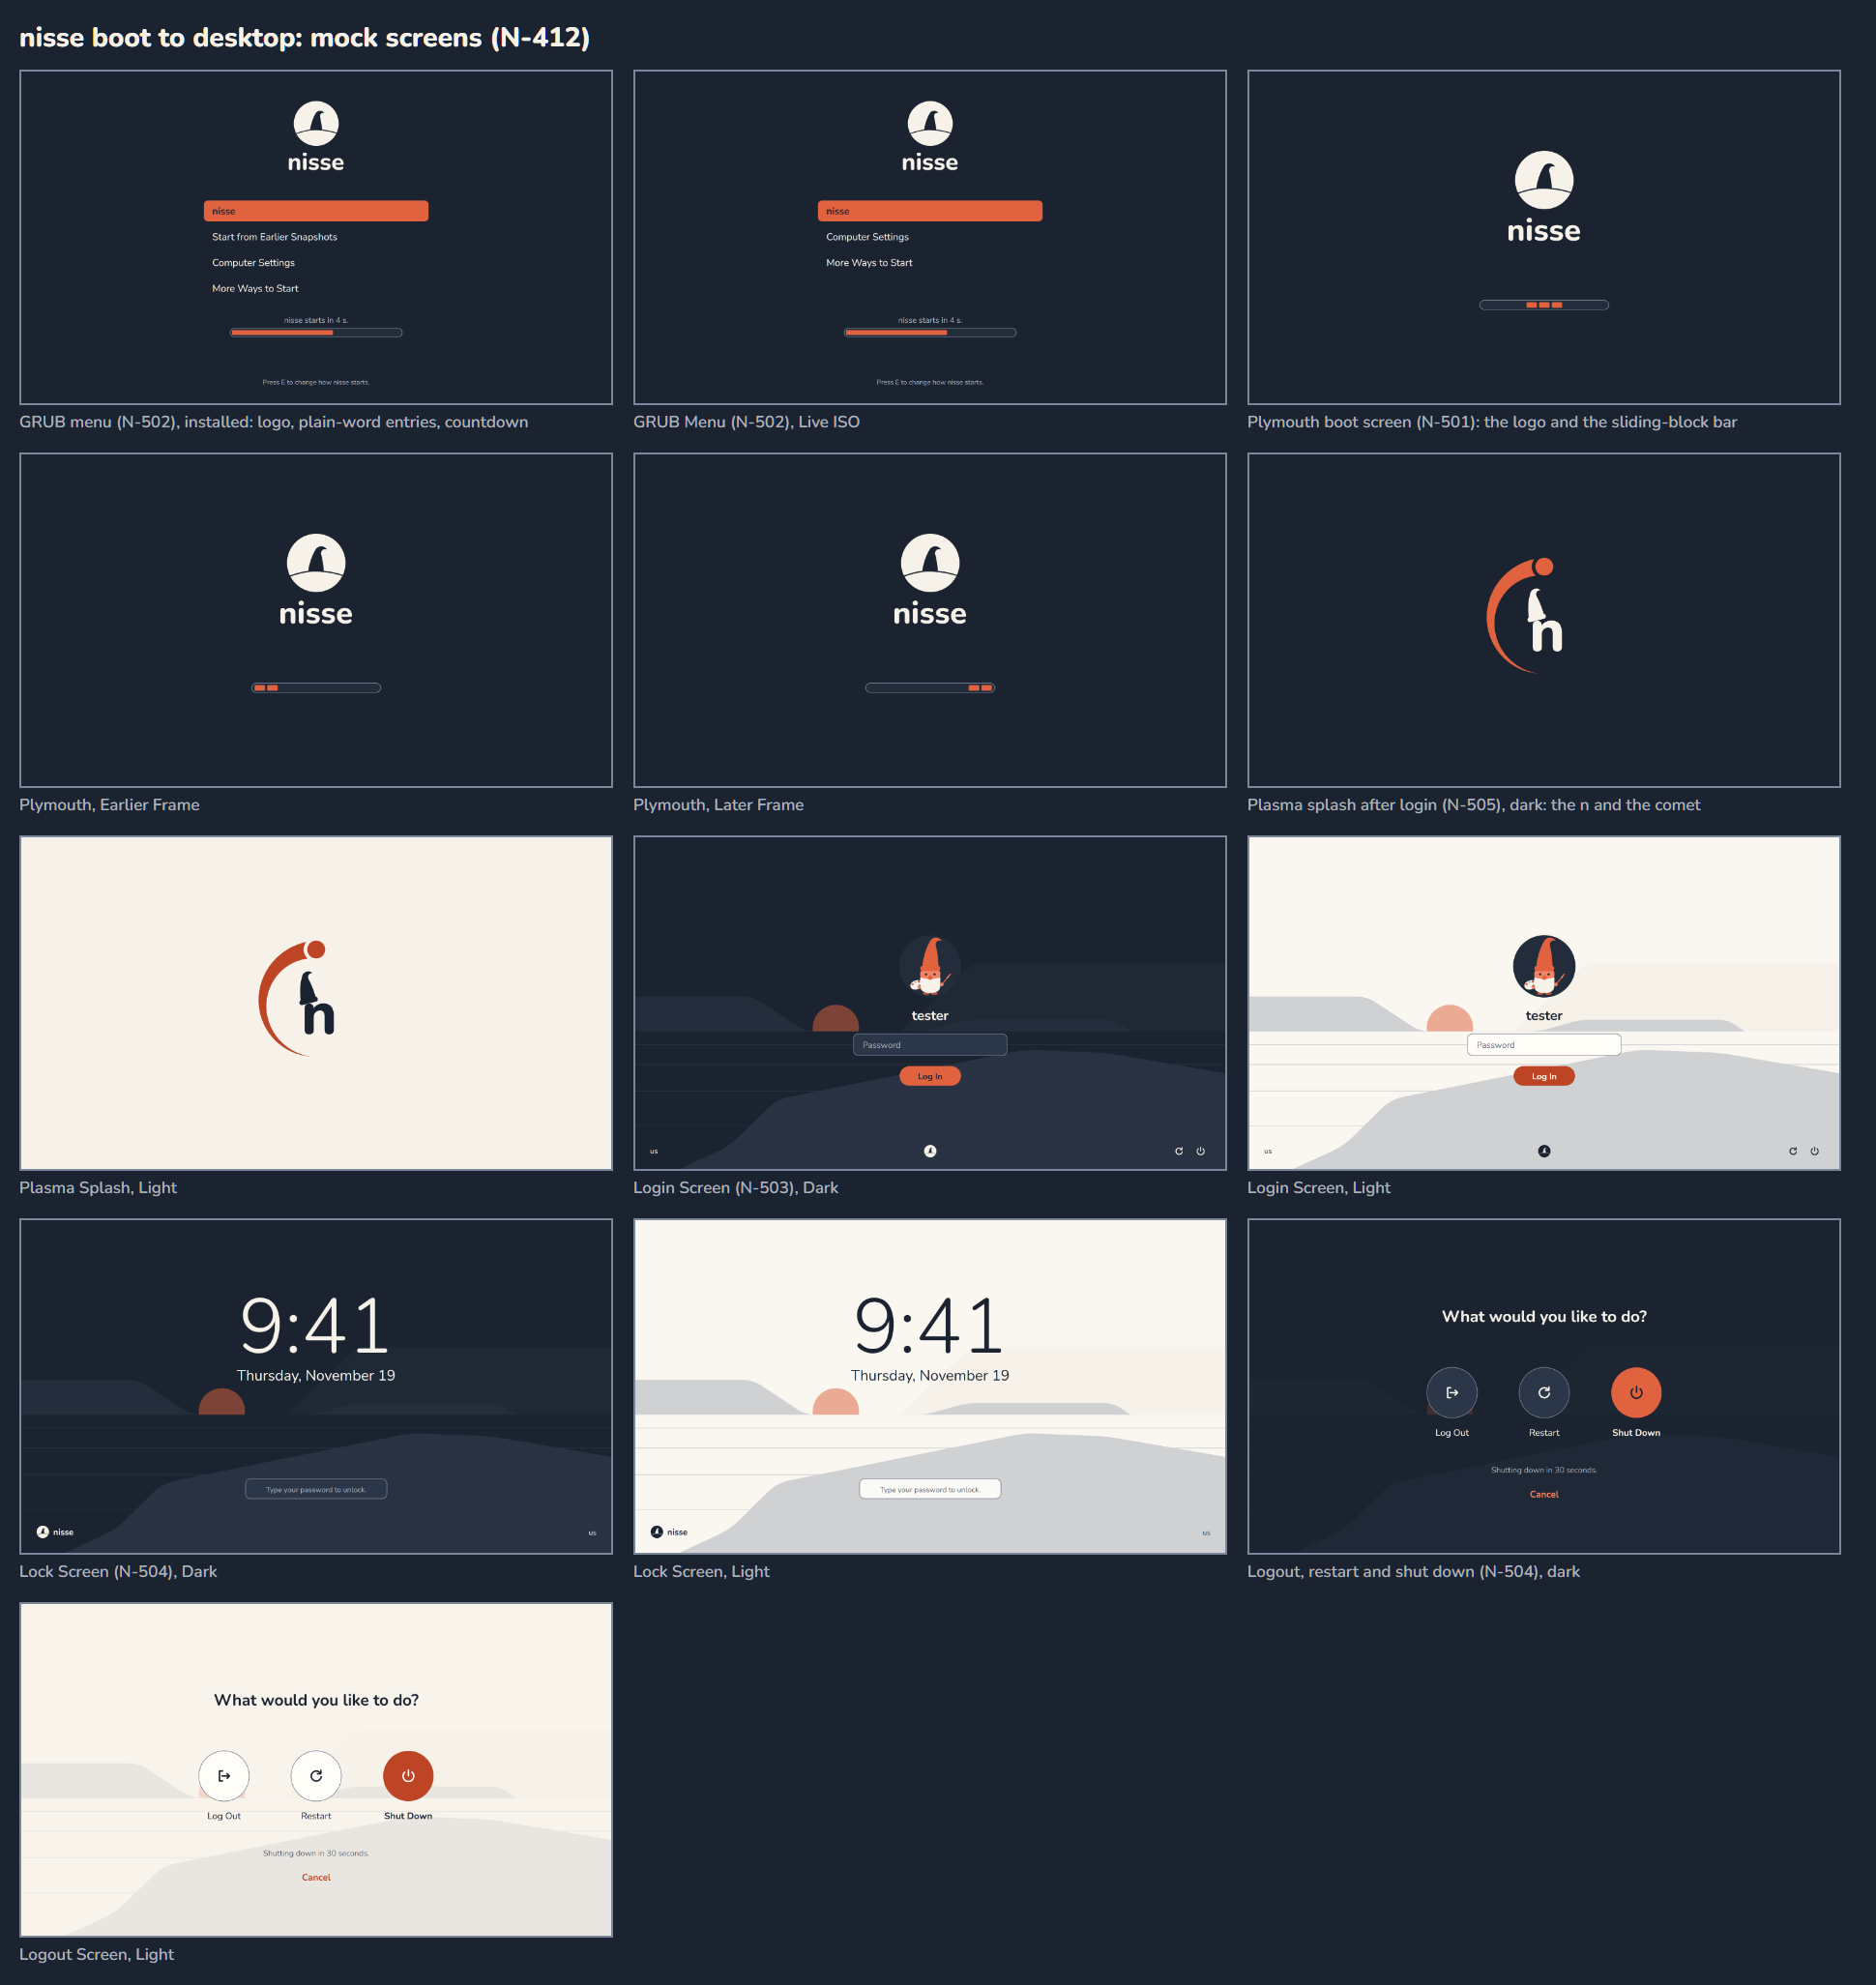 nisse boot to desktop: mock screens (N-412)
nisse
nisse
Start from Earlier Snapshots
Computer Settings
More Ways to Start
nisse starts in 4 s.
Press E to change how nisse starts.
GRUB menu (N-502), installed: logo, plain-word entries, countdown
nisse
nisse
Computer Settings
More Ways to Start
nisse starts in 4 s.
Press E to change how nisse starts.
GRUB Menu (N-502), Live ISO
nisse
Plymouth boot screen (N-501): the logo and the sliding-block bar
nisse
Plymouth, Earlier Frame
nisse
Plymouth, Later Frame
n
Plasma splash after login (N-505), dark: the n and the comet
n
Plasma Splash, Light
tester
Password
Log In
us
Login Screen (N-503), Dark
tester
Password
Log In
us
Login Screen, Light
9:41
Thursday, November 19
Type your password to unlock.
nisse
us
Lock Screen (N-504), Dark
9:41
Thursday, November 19
Type your password to unlock.
nisse
us
Lock Screen, Light
What would you like to do?
Log Out
Restart
Shut Down
Shutting down in 30 seconds.
Cancel
Logout, restart and shut down (N-504), dark
What would you like to do?
Log Out
Restart
Shut Down
Shutting down in 30 seconds.
Cancel
Logout Screen, Light